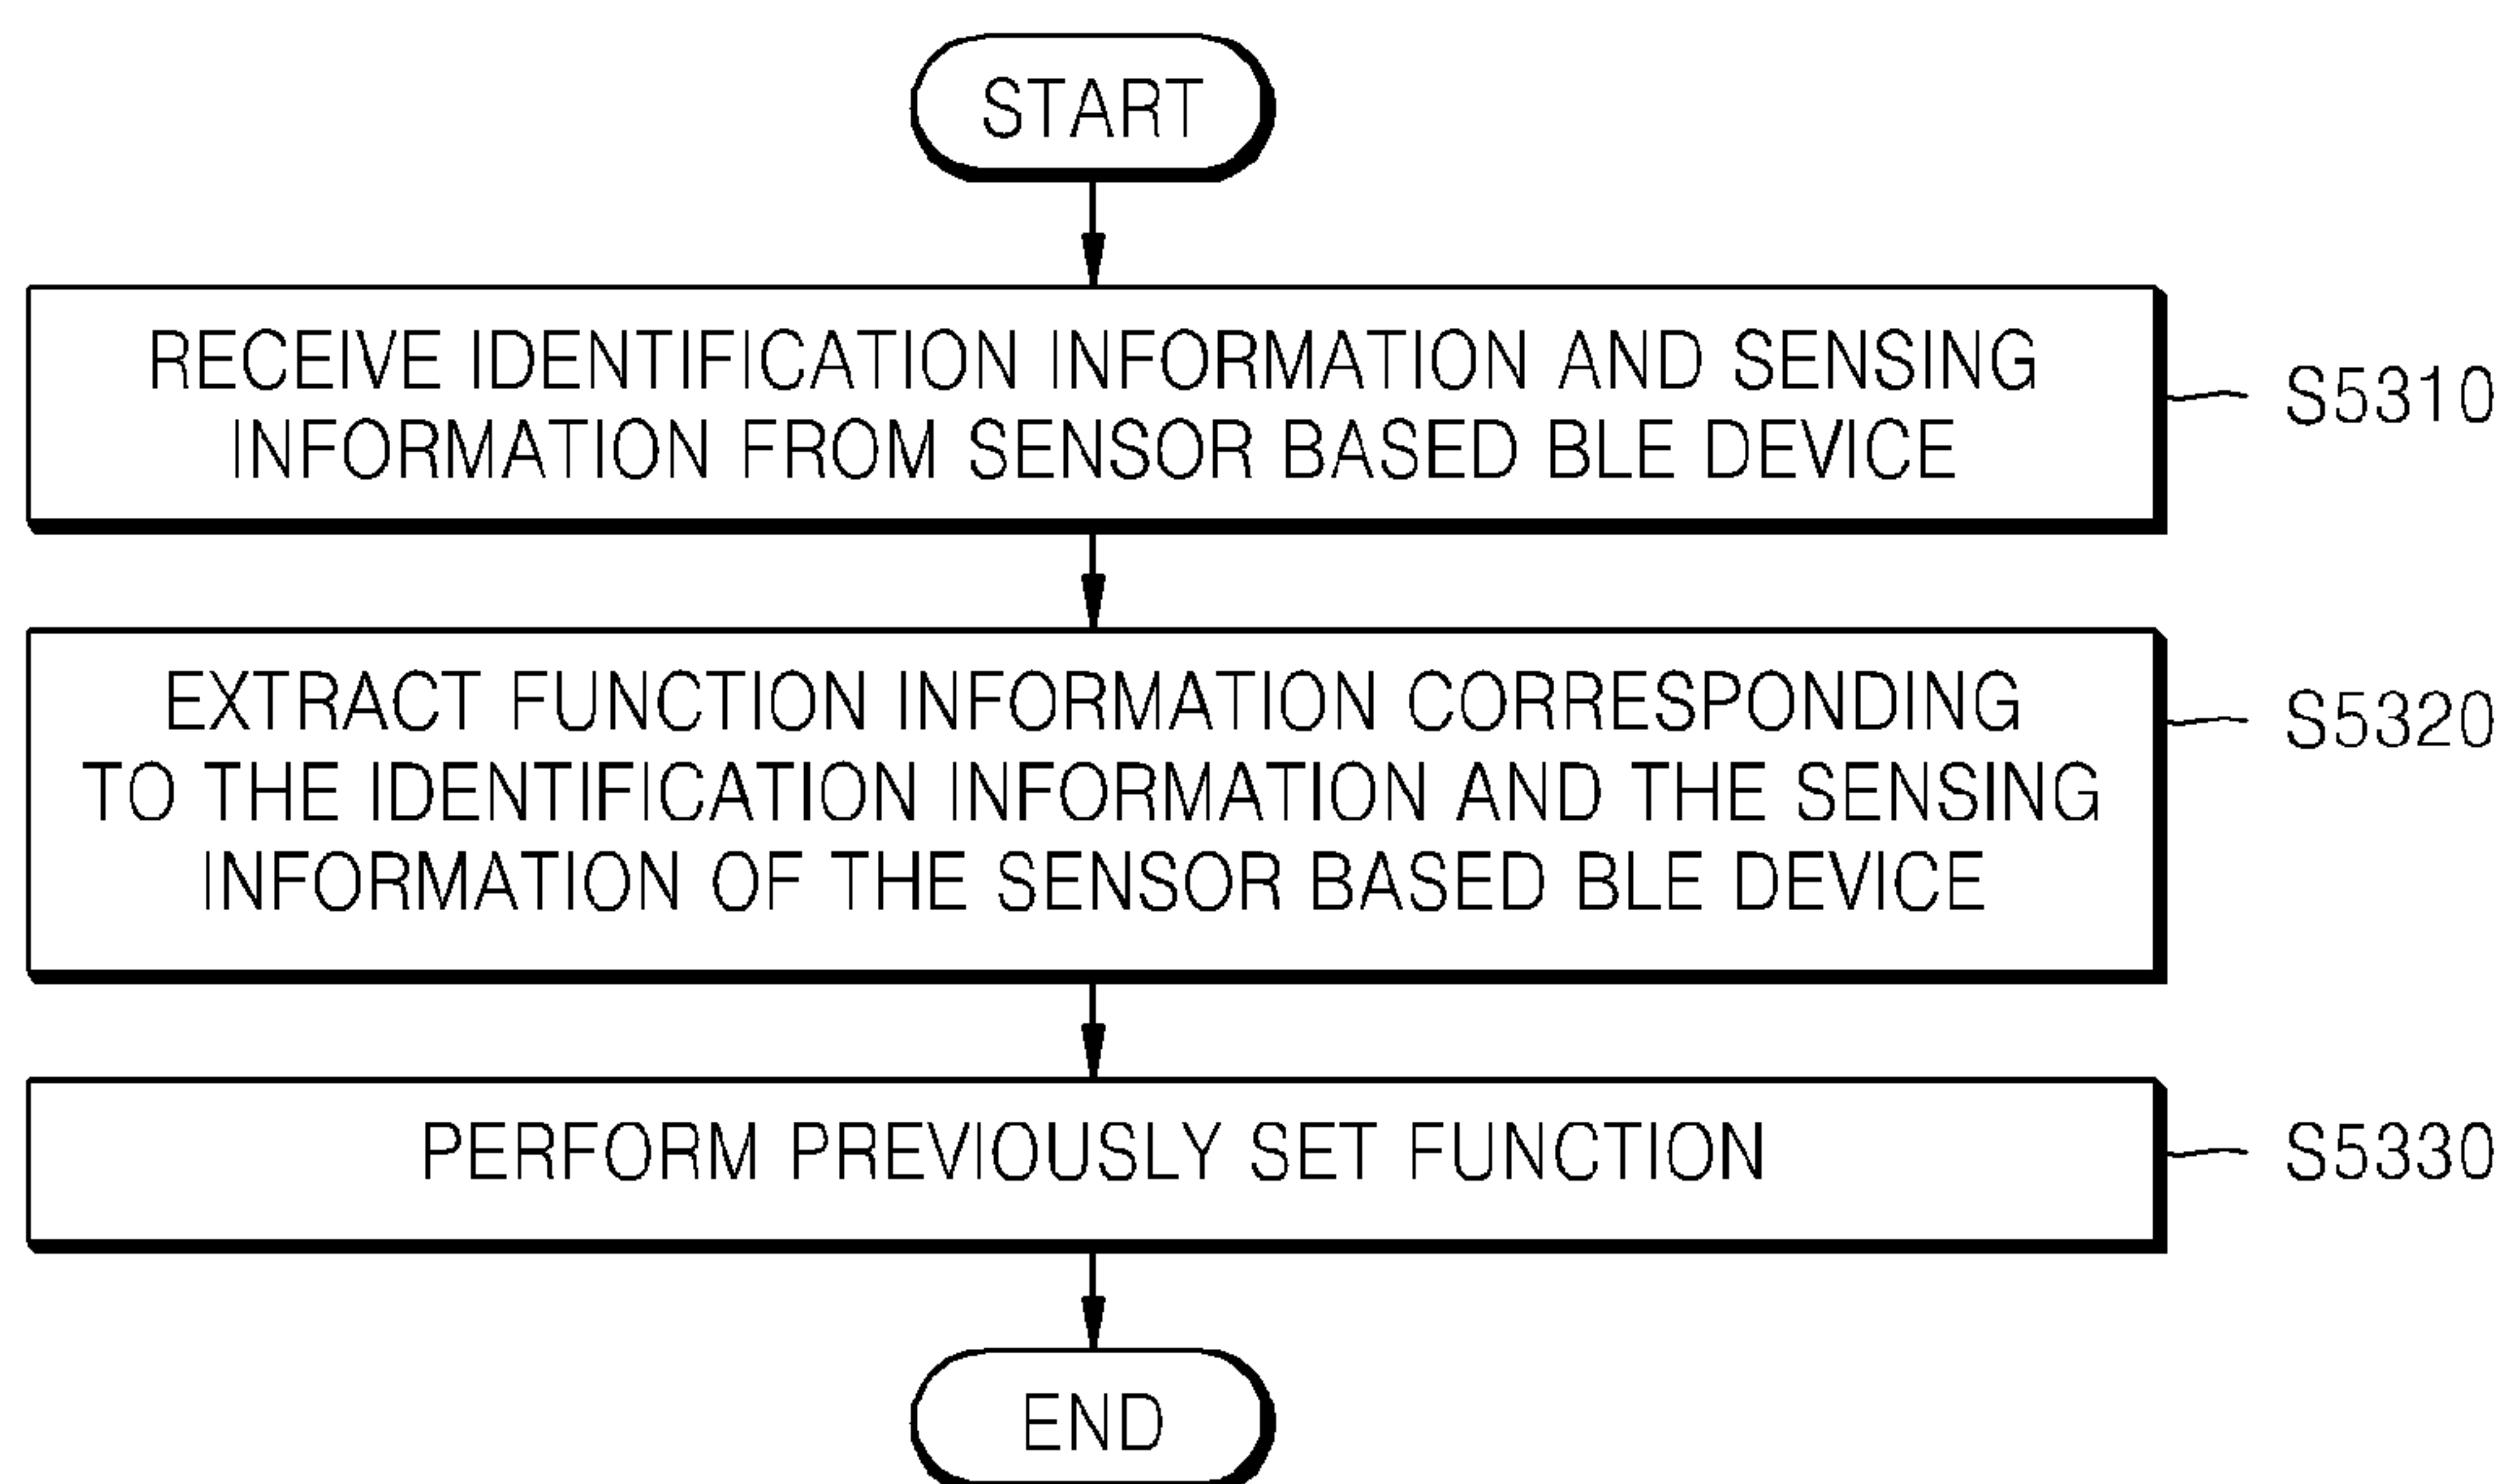 START
RECEIVE IDENTIFICATION INFORMATION AND SENSING
INFORMATION FROM SENSOR BASED BLE DEVICE
S5310
EXTRACT FUNCTION INFORMATION CORRESPONDING
TO THE IDENTIFICATION INFORMATION AND THE SENSING
INFORMATION OF THE SENSOR BASED BLE DEVICE
S5320
PERFORM PREVIOUSLY SET FUNCTION
S5330
END